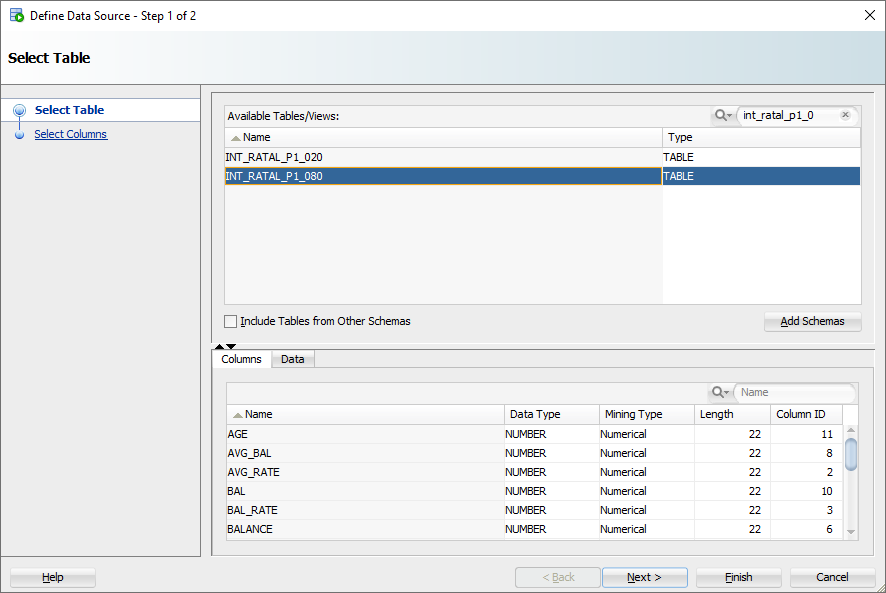 Define Data Source - Step 1 of 2
Select Table
Select Table
Select Columns
Available Tables/Views:
int_ratal_p1_0
Name Type
INT_RATAL_P1_020 TABLE
INT_RATAL_P1_080 TABLE
Include Tables from Other Schemas
Add Schemas
Columns Data
Name
Name Data Type Mining Type Length Column ID
AGE NUMBER Numerical 22 11
AVG_BAL NUMBER Numerical 22 8
AVG_RATE NUMBER Numerical 22 2
BAL NUMBER Numerical 22 10
BAL_RATE NUMBER Numerical 22 3
BALANCE NUMBER Numerical 22 6
Help < Back Next > Finish Cancel